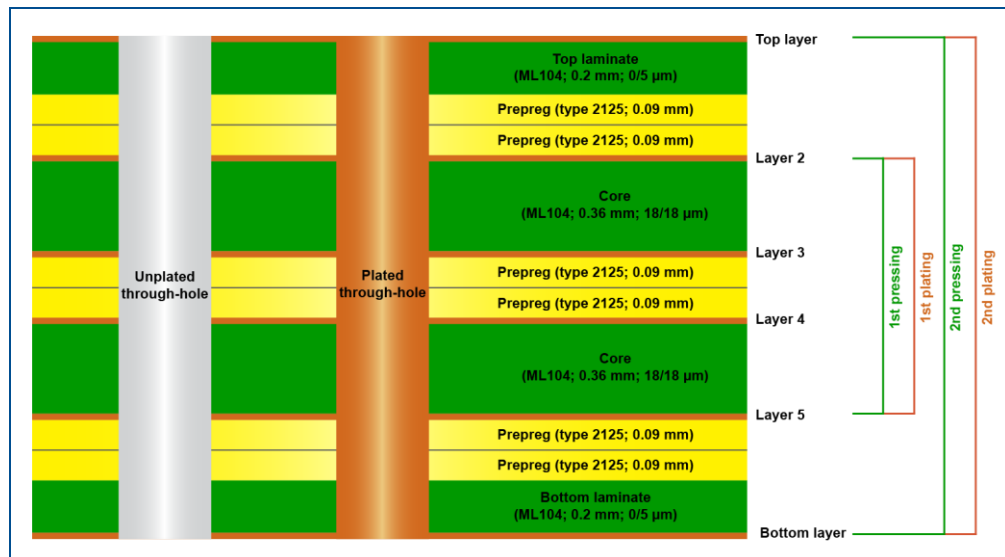 Top layer
Top laminate
(ML104; 0.2 mm; 0/5 µm)
Prepreg (type 2125; 0.09 mm)
Prepreg (type 2125; 0.09 mm)
Layer 2
Core
(ML104; 0.36 mm; 18/18 µm)
Layer 3
Unplated
through-hole
Plated
through-hole
Prepreg (type 2125; 0.09 mm)
Prepreg (type 2125; 0.09 mm)
Layer 4
Core
(ML104; 0.36 mm; 18/18 µm)
Layer 5
Prepreg (type 2125; 0.09 mm)
Prepreg (type 2125; 0.09 mm)
Bottom laminate
(ML104; 0.2 mm; 0/5 µm)
Bottom layer
1st pressing
1st plating
2nd pressing
2nd plating